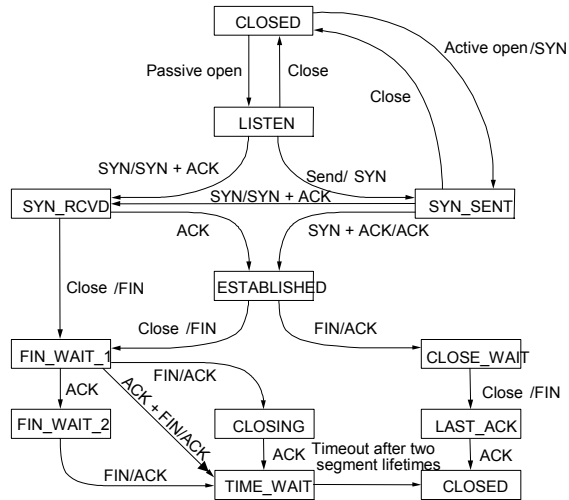 CLOSED
Active open/SYN
Passive open
Close
Close
LISTEN
SYN/SYN + ACK
Send/ SYN
SYN/SYN + ACK
SYN_RCVD
SYN_SENT
ACK
SYN + ACK/ACK
ESTABLISHED
Close /FIN
Close /FIN
FIN/ACK
FIN_WAIT_1
CLOSE_WAIT
ACK
ACK + FIN/ACK
FIN/ACK
Close /FIN
FIN_WAIT_2
CLOSING
LAST_ACK
ACK
Timeout after two
segment lifetimes
ACK
FIN/ACK
TIME_WAIT
CLOSED